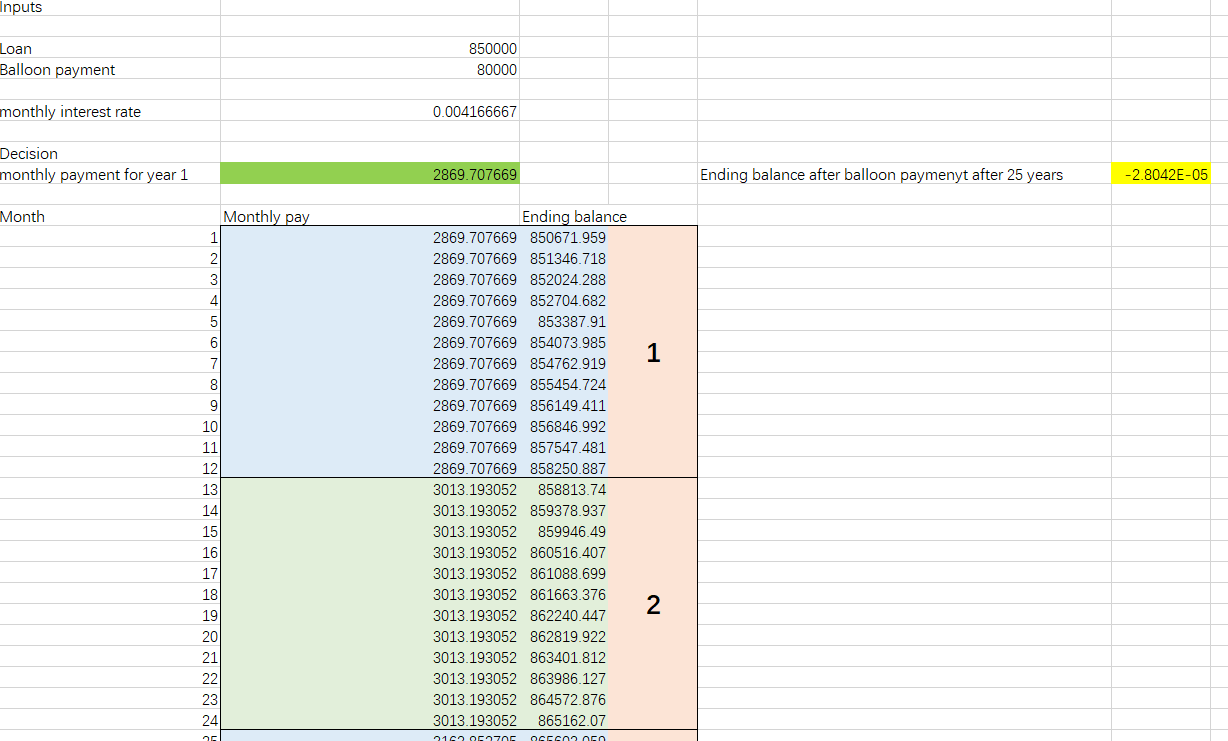 Inputs
Loan 850000
Balloon payment 80000
monthly interest rate 0.004166667
Decision
monthly payment for year 1 2869.707669 Ending balance after balloon paymenyt after 25 years -2.8042E-05
Month Monthly pay Ending balance
1 2869.707669 850671.959
2 2869.707669 851346.718
3 2869.707669 852024.288
4 2869.707669 852704.682
5 2869.707669 853387.91
6 2869.707669 854073.985
1
7 2869.707669 854762.919
8 2869.707669 855454.724
9 2869.707669 856149.411
10 2869.707669 856846.992
11 2869.707669 857547.481
12 2869.707669 858250.887
13 3013.193052 858813.74
14 3013.193052 859378.937
15 3013.193052 859946.49
16 3013.193052 860516.407
17 3013.193052 861088.699
18 3013.193052 861663.376
2
19 3013.193052 862240.447
20 3013.193052 862819.922
21 3013.193052 863401.812
22 3013.193052 863986.127
23 3013.193052 864572.876
24 3013.193052 865162.07
25 3163.852705 865603.059